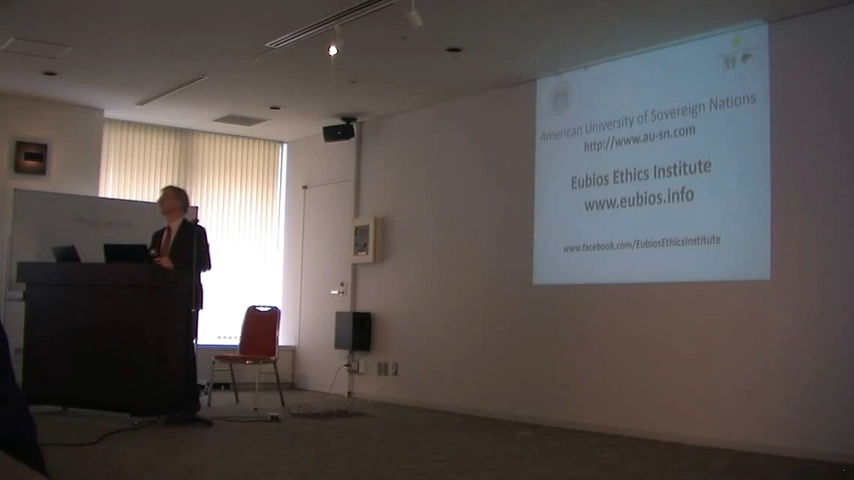 American University of Sovereign Nations
http://www.au-sn.com
Eubios Ethics Institute
www.eubios.info
www.facebook.com/EubiosEthicsInstitute